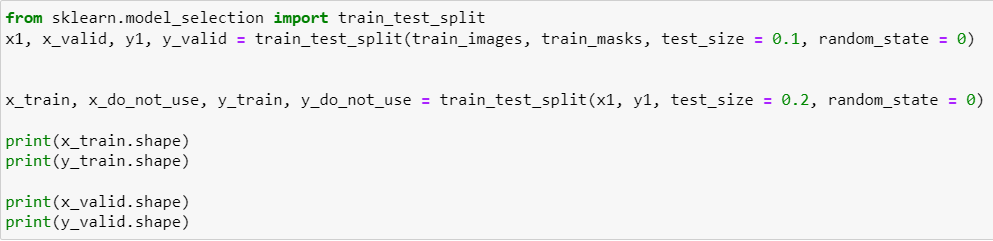 from sklearn.model_selection import train_test_split
x1, x_valid, y1, y_valid = train_test_split(train_images, train_masks, test_size = 0.1, random_state = 0)
x_train, x_do_not_use, y_train, y_do_not_use = train_test_split(x1, y1, test_size = 0.2, random_state = 0)
print(x_train.shape)
print(y_train.shape)
print(x_valid.shape)
print(y_valid.shape)